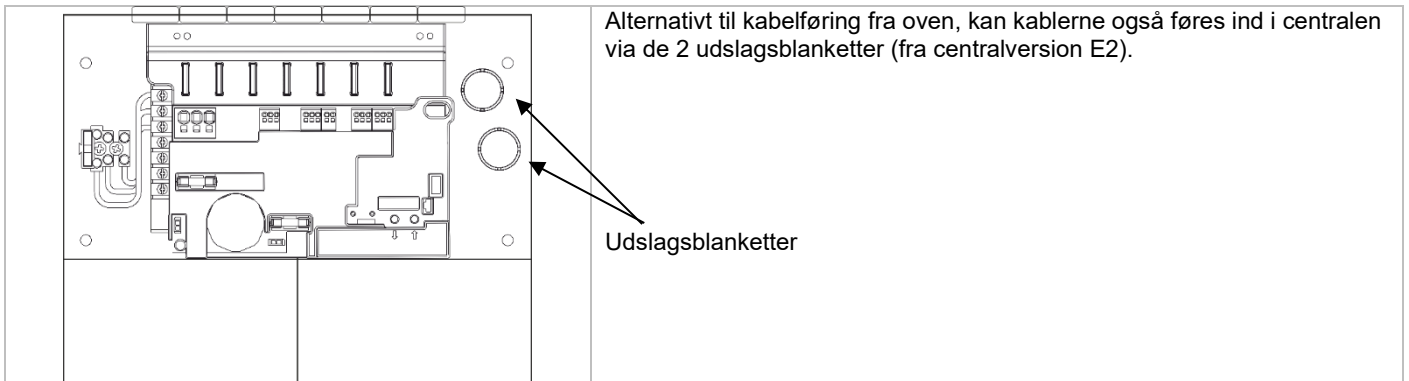 Alternativt til kabelføring fra oven, kan kablerne også føres ind i centralen
via de 2 udslagsblanketter (fra centralversion E2).
Udslagsblanketter